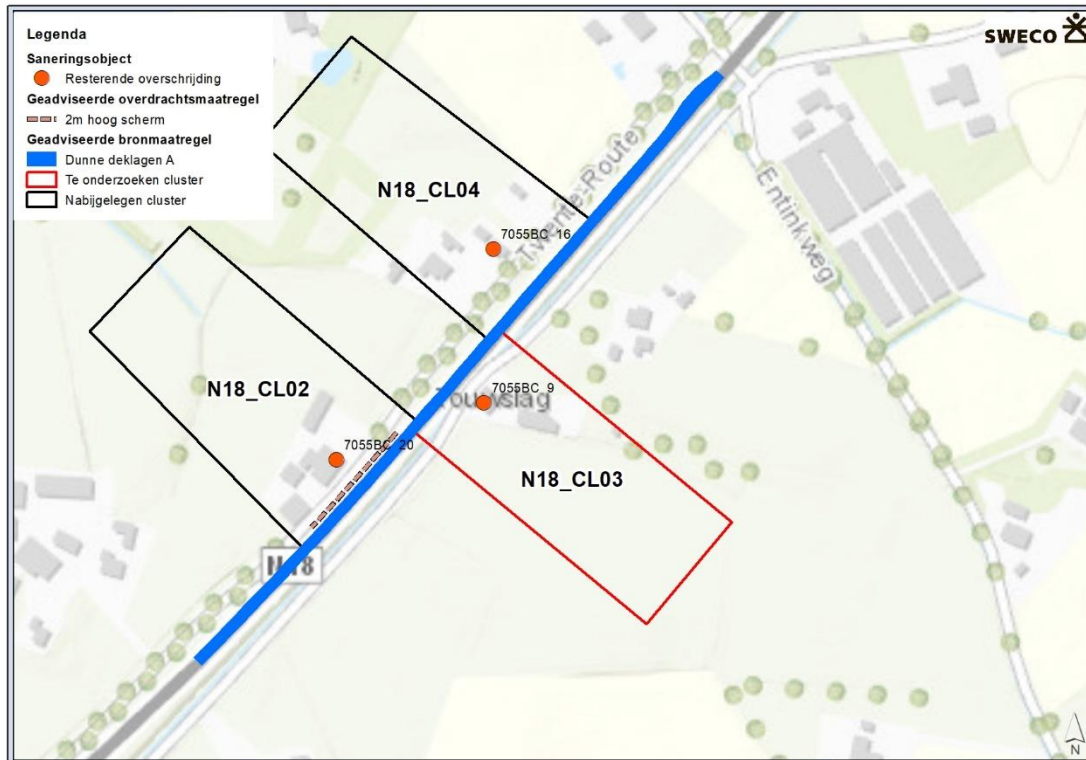 Legenda
Saneringsobject
Resterende overschrijding
Geadviseerde overdrachtsmaatregel
2m hoog scherm
Geadviseerde bronmaatregel
Dunne deklagen A
Te onderzoeken cluster
Nabijgelegen cluster
SWECO
N18_CL04
7055BC_16
Twente-Route
Entinkweg
N18_CL02
7055BC_9
7055BC_20
N18_CL03
N